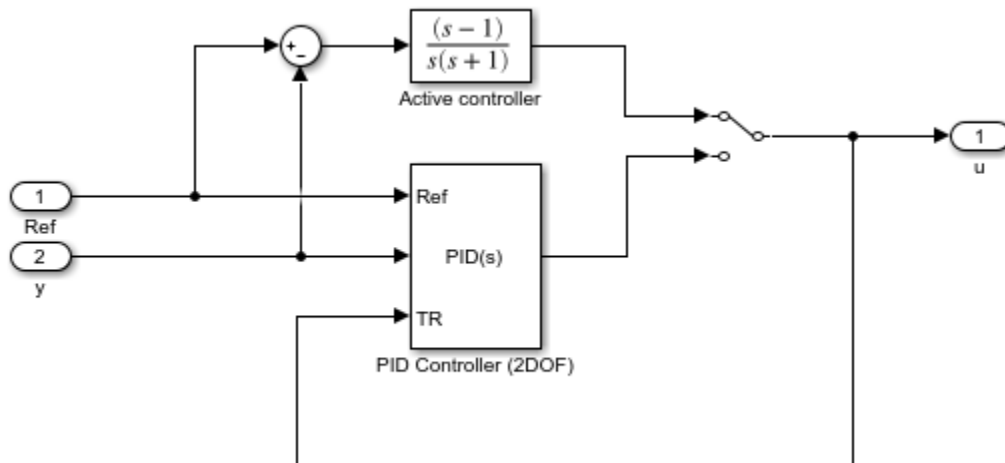 +
−
(s − 1)
s(s + 1)
Active controller
1
Ref
2
y
Ref
PID(s)
TR
PID Controller (2DOF)
1
u